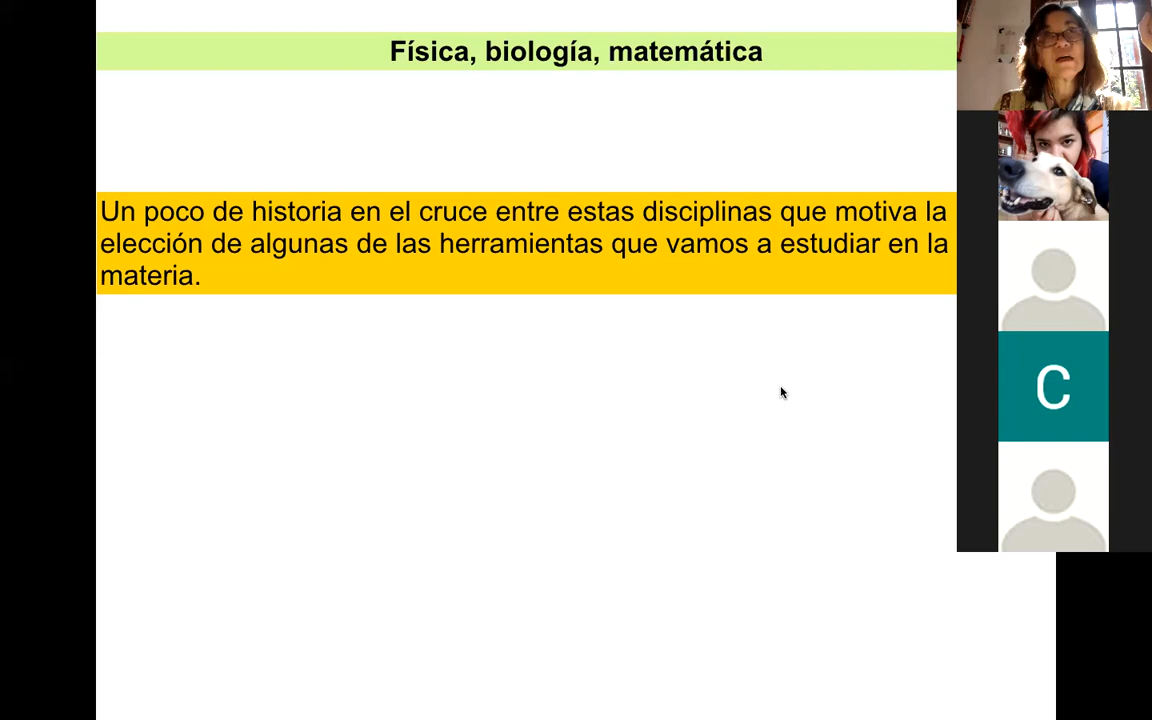 Física, biología, matemática
Un poco de historia en el cruce entre estas disciplinas que motiva la
elección de algunas de las herramientas que vamos a estudiar en la
materia.
C